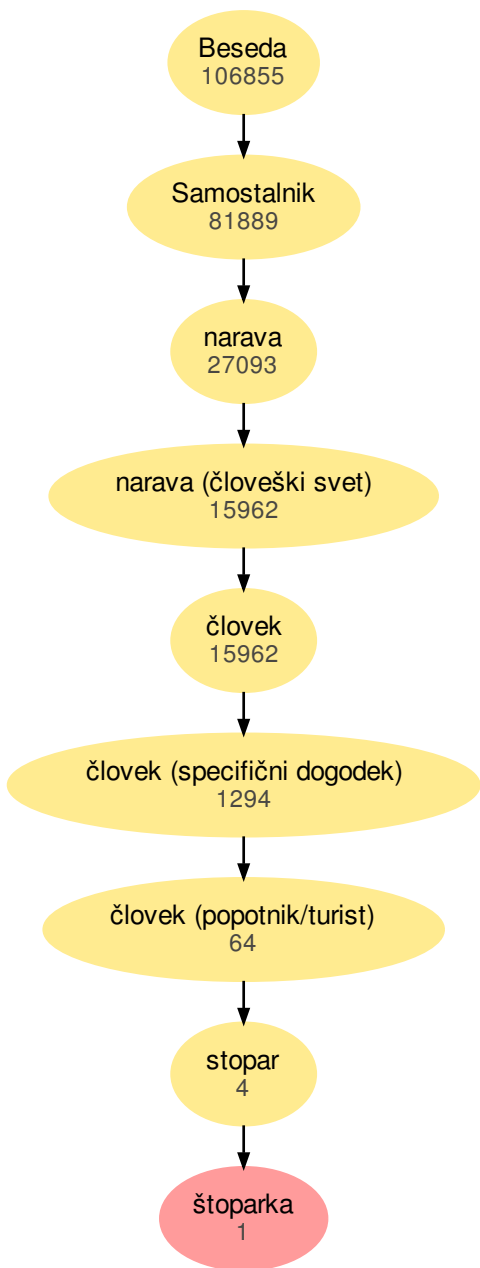 Beseda
106855
Samostalnik
81889
narava
27093
narava (človeški svet)
15962
človek
15962
človek (specifični dogodek)
1294
človek (popotnik/turist)
64
stopar
4
štoparka
1